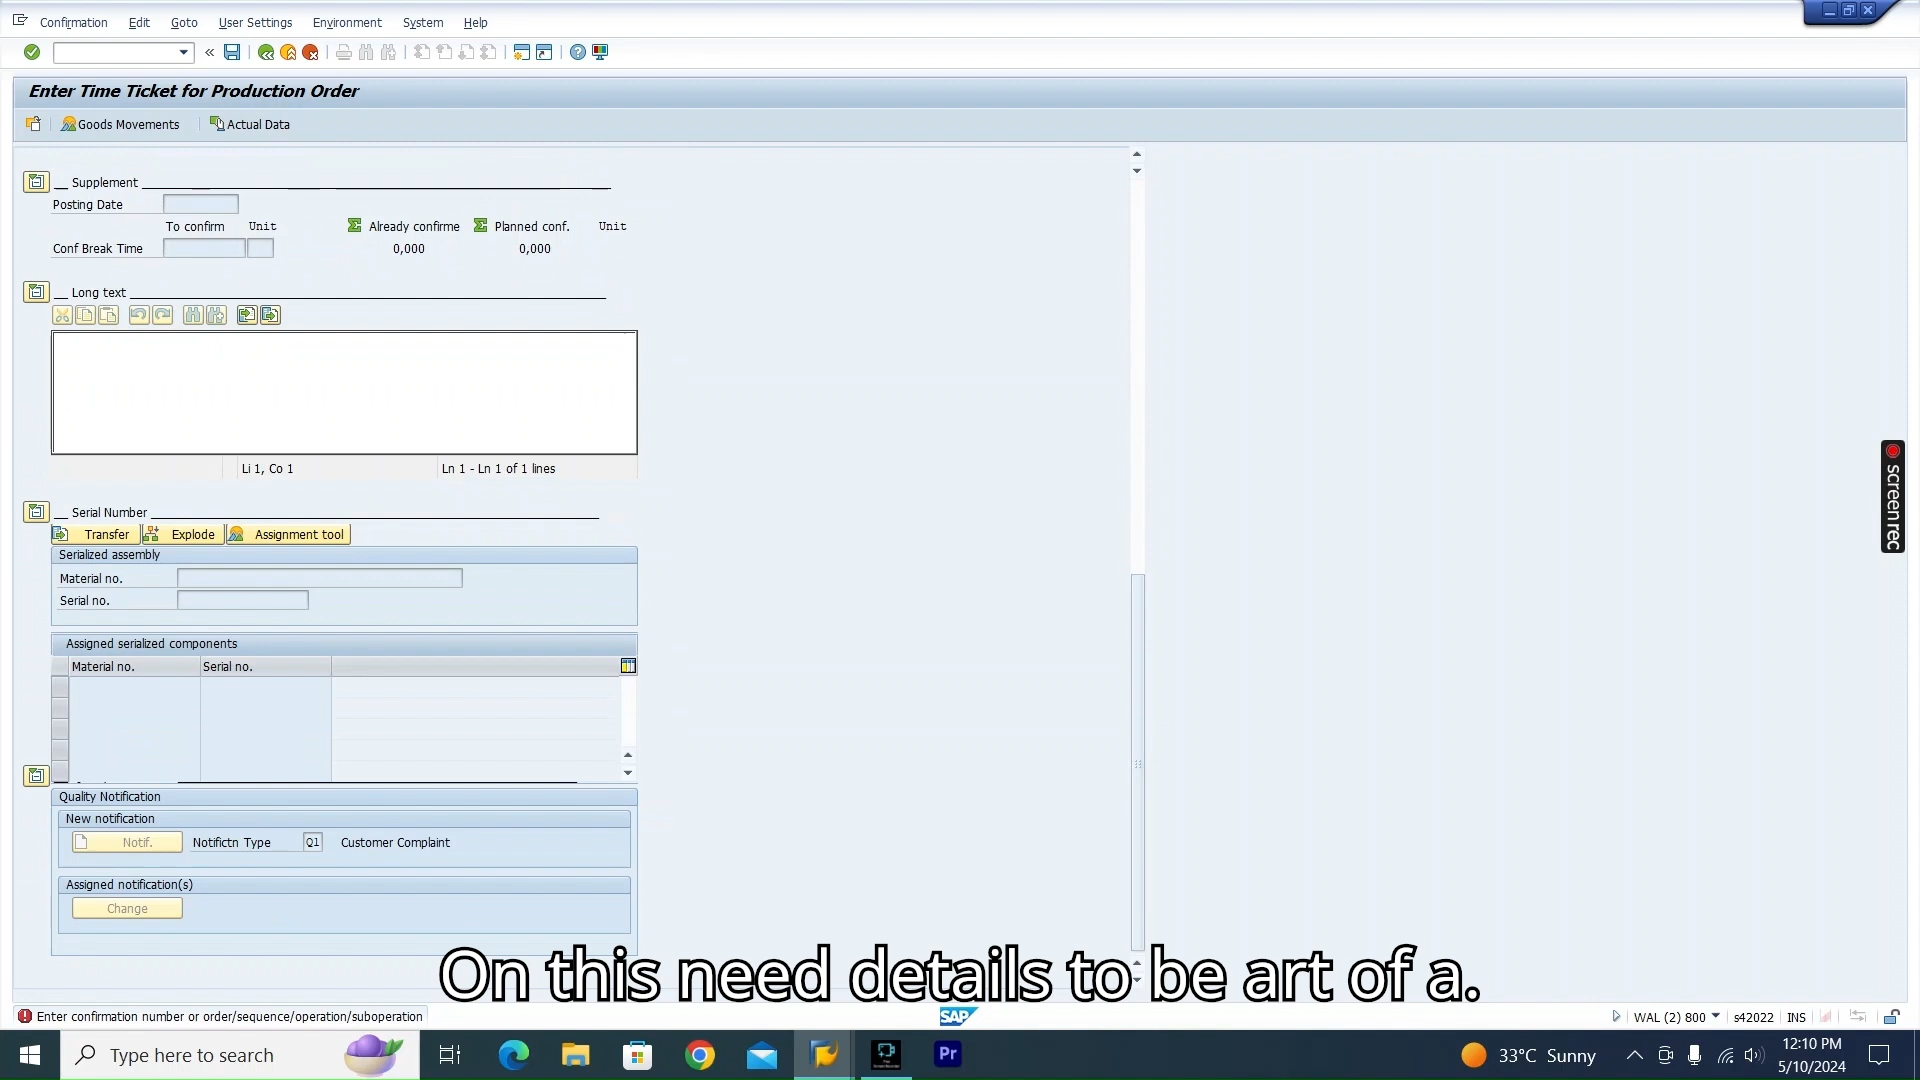 Confirmation Edit Goto User Settings Environment System Help
«
Enter Time Ticket for Production Order
Goods Movements Actual Data
Supplement
Posting Date
To confirm Unit Already confirme Planned conf. Unit
Conf Break Time 0,000 0,000
Long text
Li 1, Co 1 Ln 1 - Ln 1 of 1 lines
Serial Number
Transfer Explode Assignment tool
Serialized assembly
Material no.
Serial no.
Assigned serialized components
Material no. Serial no.
Quality Notification
New notification
Notif. Notifictn Type Q1 Customer Complaint
Assigned notification(s)
Change
On this need details to be art of a.
Enter confirmation number or order/sequence/operation/suboperation SAP WAL (2) 800 s42022 INS
screenrec
Type here to search Pr 33°C Sunny 12:10 PM
5/10/2024